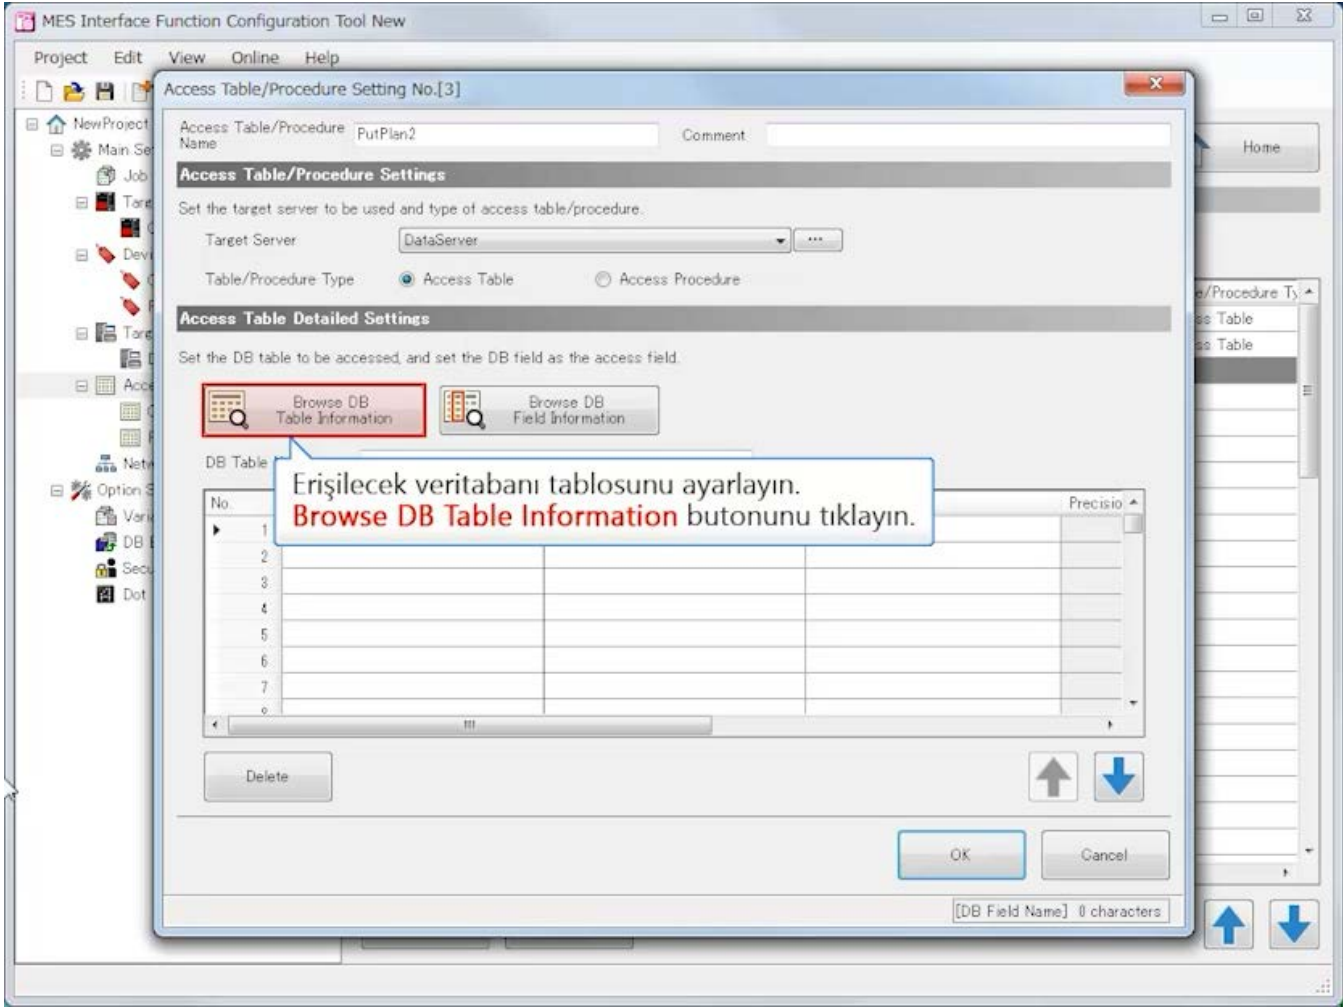 MES Interface Function Configuration Tool New
Project Edit View Online Help
Access Table/Procedure Setting No.[3]
NewProject
Access Table/Procedure Name PutPlan2 Comment
Home
Main
Job
Access Table/Procedure Settings
Set the target server to be used and type of access table/procedure.
Target Server DataServer ...
Table/Procedure Type Access Table Access Procedure
Access Table Detailed Settings
Set the DB table to be accessed, and set the DB field as the access field.
Browse DB
Table Information
Browse DB
Field Information
DB Table
Erişilecek veritabanı tablosunu ayarlayın.
Browse DB Table Information butonunu tıklayın.
No. Precisio
1
2
3
4
5
6
7
Option
DB
Dot
/Procedure Ty
Table
Table
Delete
OK Cancel
[DB Field Name] 0 characters